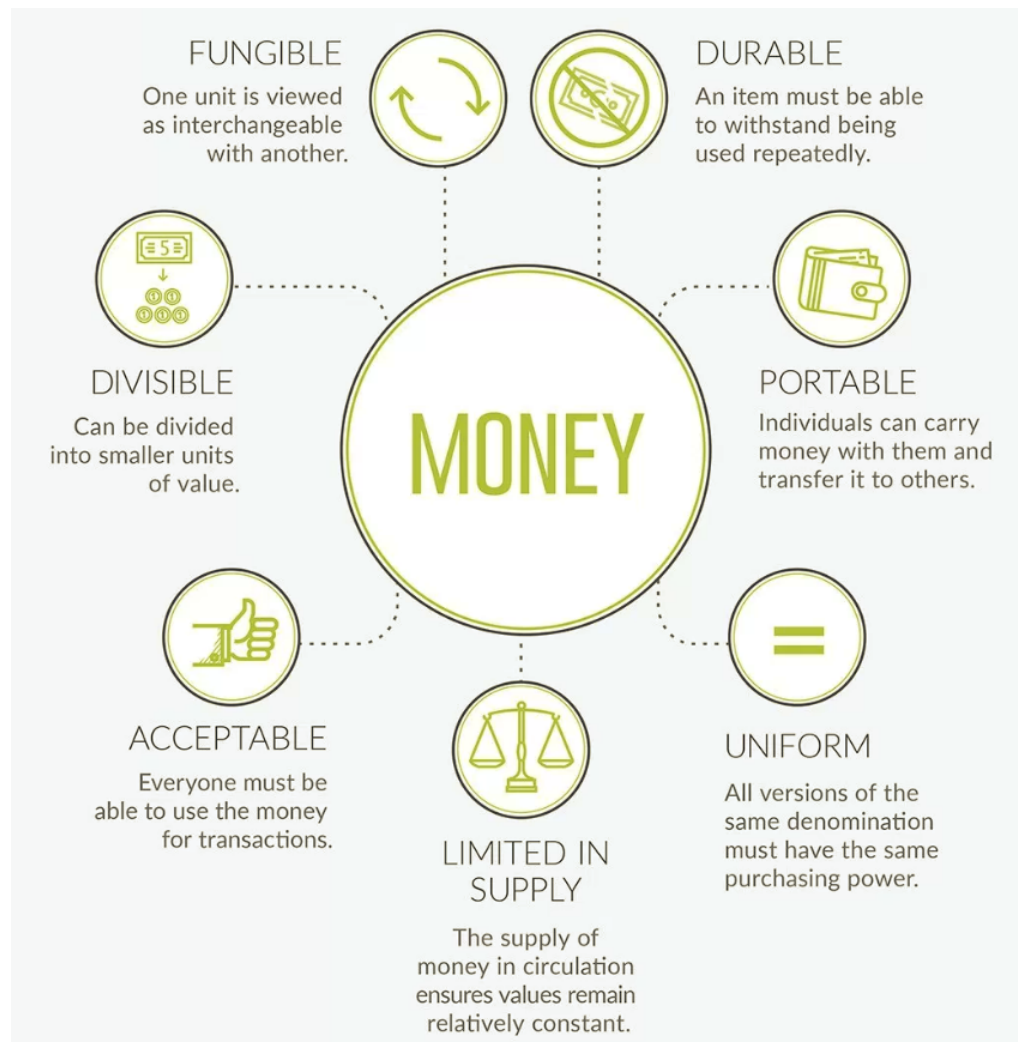 FUNGIBLE
One unit is viewed
as interchangeable
with another.
DURABLE
An item must be able
to withstand being
used repeatedly.
5
DIVISIBLE
Can be divided
into smaller units
of value.
PORTABLE
Individuals can carry
money with them and
transfer it to others.
MONEY
ACCEPTABLE
Everyone must be
able to use the money
for transactions.
LIMITED IN
SUPPLY
The supply of
money in circulation
ensures values remain
relatively constant.
UNIFORM
All versions of the
same denomination
must have the same
purchasing power.